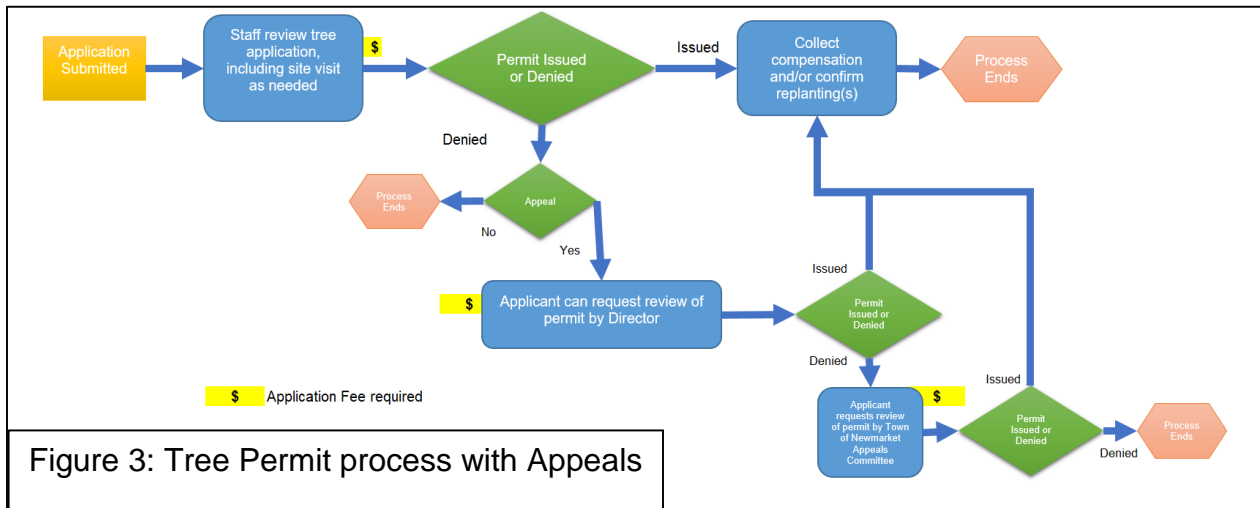 Application
Submitted
Staff review tree
application,
including site visit
as needed
$
Permit Issued
or Denied
Issued
Collect
compensation
and/or confirm
replanting(s)
Process
Ends
Denied
Appeal
No
Process
Ends
Yes
$
Applicant can request review of
permit by Director
Permit
Issued or
Denied
Issued
Denied
Applicant
requests review
of permit by Town
of Newmarket
Appeals
Committee
$
Permit
Issued or
Denied
Issued
Denied
Process
Ends
$ Application Fee required
Figure 3: Tree Permit process with Appeals